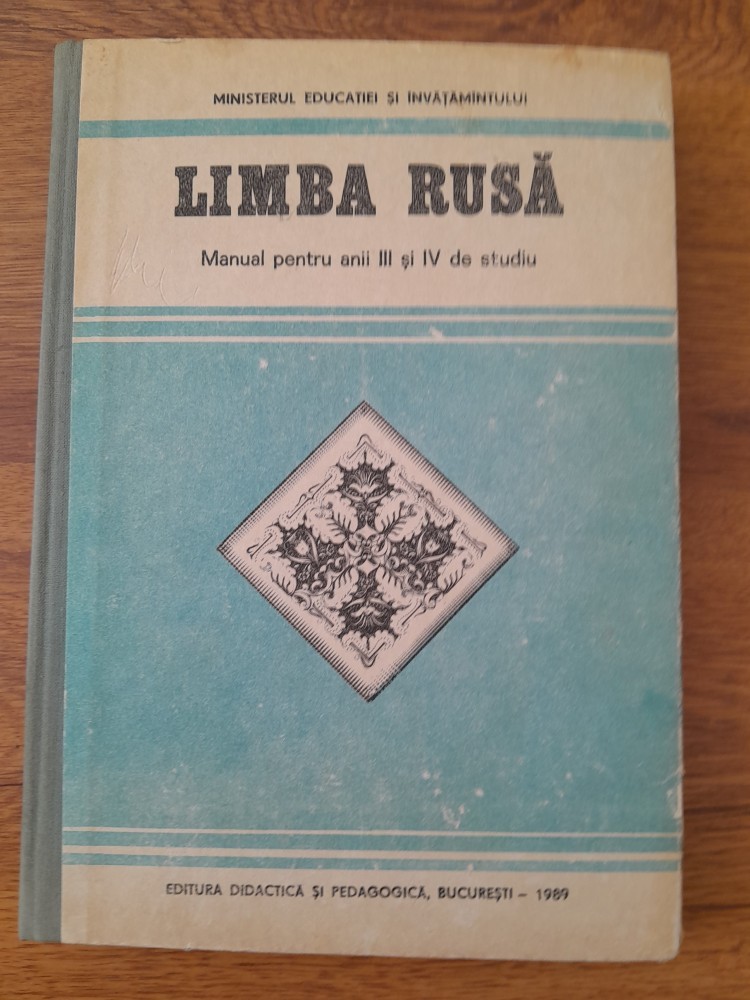 MINISTERUL EDUCAȚIEI ȘI ÎNVĂȚĂMÎNTULUI
LIMBA RUSĂ
Manual pentru anii III și IV de studiu
EDITURA DIDACTICĂ ȘI PEDAGOGICĂ, BUCUREȘTI – 1989